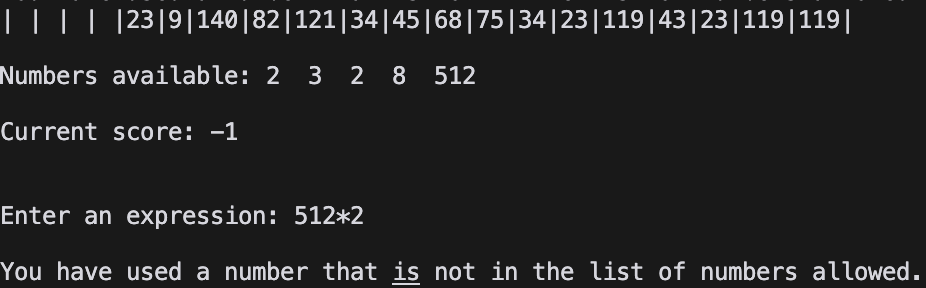 | | | | |23|9|140|82|121|34|45|68|75|34|23|119|43|23|119|119|
Numbers available: 2 3 2 8 512
Current score: -1
Enter an expression: 512*2
You have used a number that is not in the list of numbers allowed.